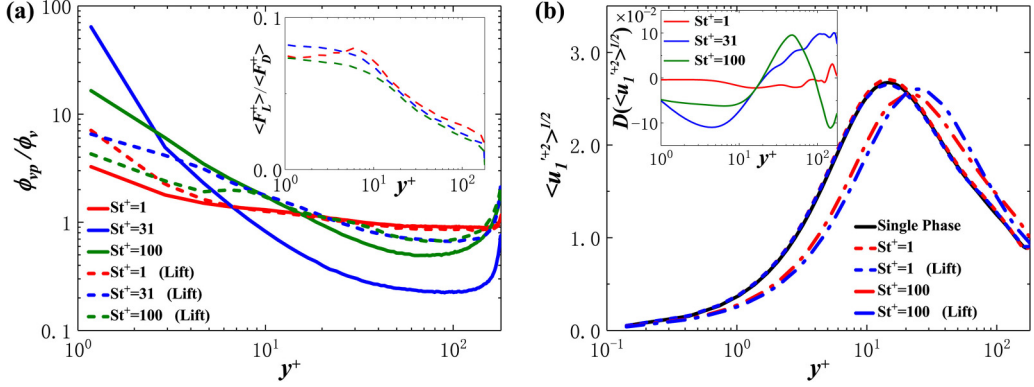 (a)
100
10
1
0.1
ϕvp/ϕv
10^0
10^1
10^2
y^+
St^+=1
St^+=31
St^+=100
St^+=1 (Lift)
St^+=31 (Lift)
St^+=100 (Lift)
0.1
0.0
<F_L^+>/<F_D^+>
10^0
10^1
10^2
y^+
(b)
3.0
2.0
1.0
0.0
<u_1^'+2>^1/2
10^-1
10^0
10^1
10^2
y^+
Single Phase
St^+=1
St^+=1 (Lift)
St^+=100
St^+=100 (Lift)
×10^-2
10
0
-10
D(<u_1^'+2>^1/2)
St^+=1
St^+=31
St^+=100
10^0
10^1
10^2
y^+